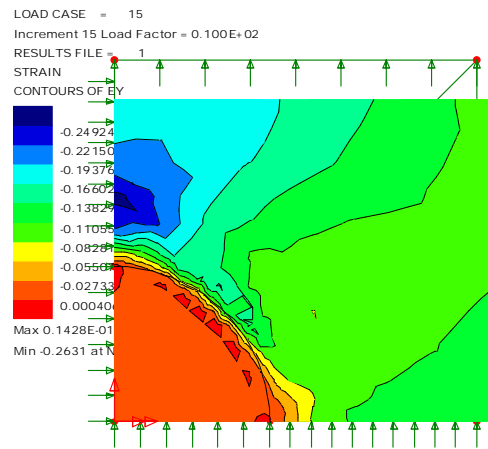 LOAD CASE = 15
Increment 15 Load Factor = 0.100E+02
RESULTS FILE = 1
STRAIN
CONTOURS OF EY
-0.24924
-0.22150
-0.19376
-0.16602
-0.13829
-0.11055
-0.08281
-0.05507
-0.02733
0.00040
Max 0.1428E-01
Min -0.2631 at N